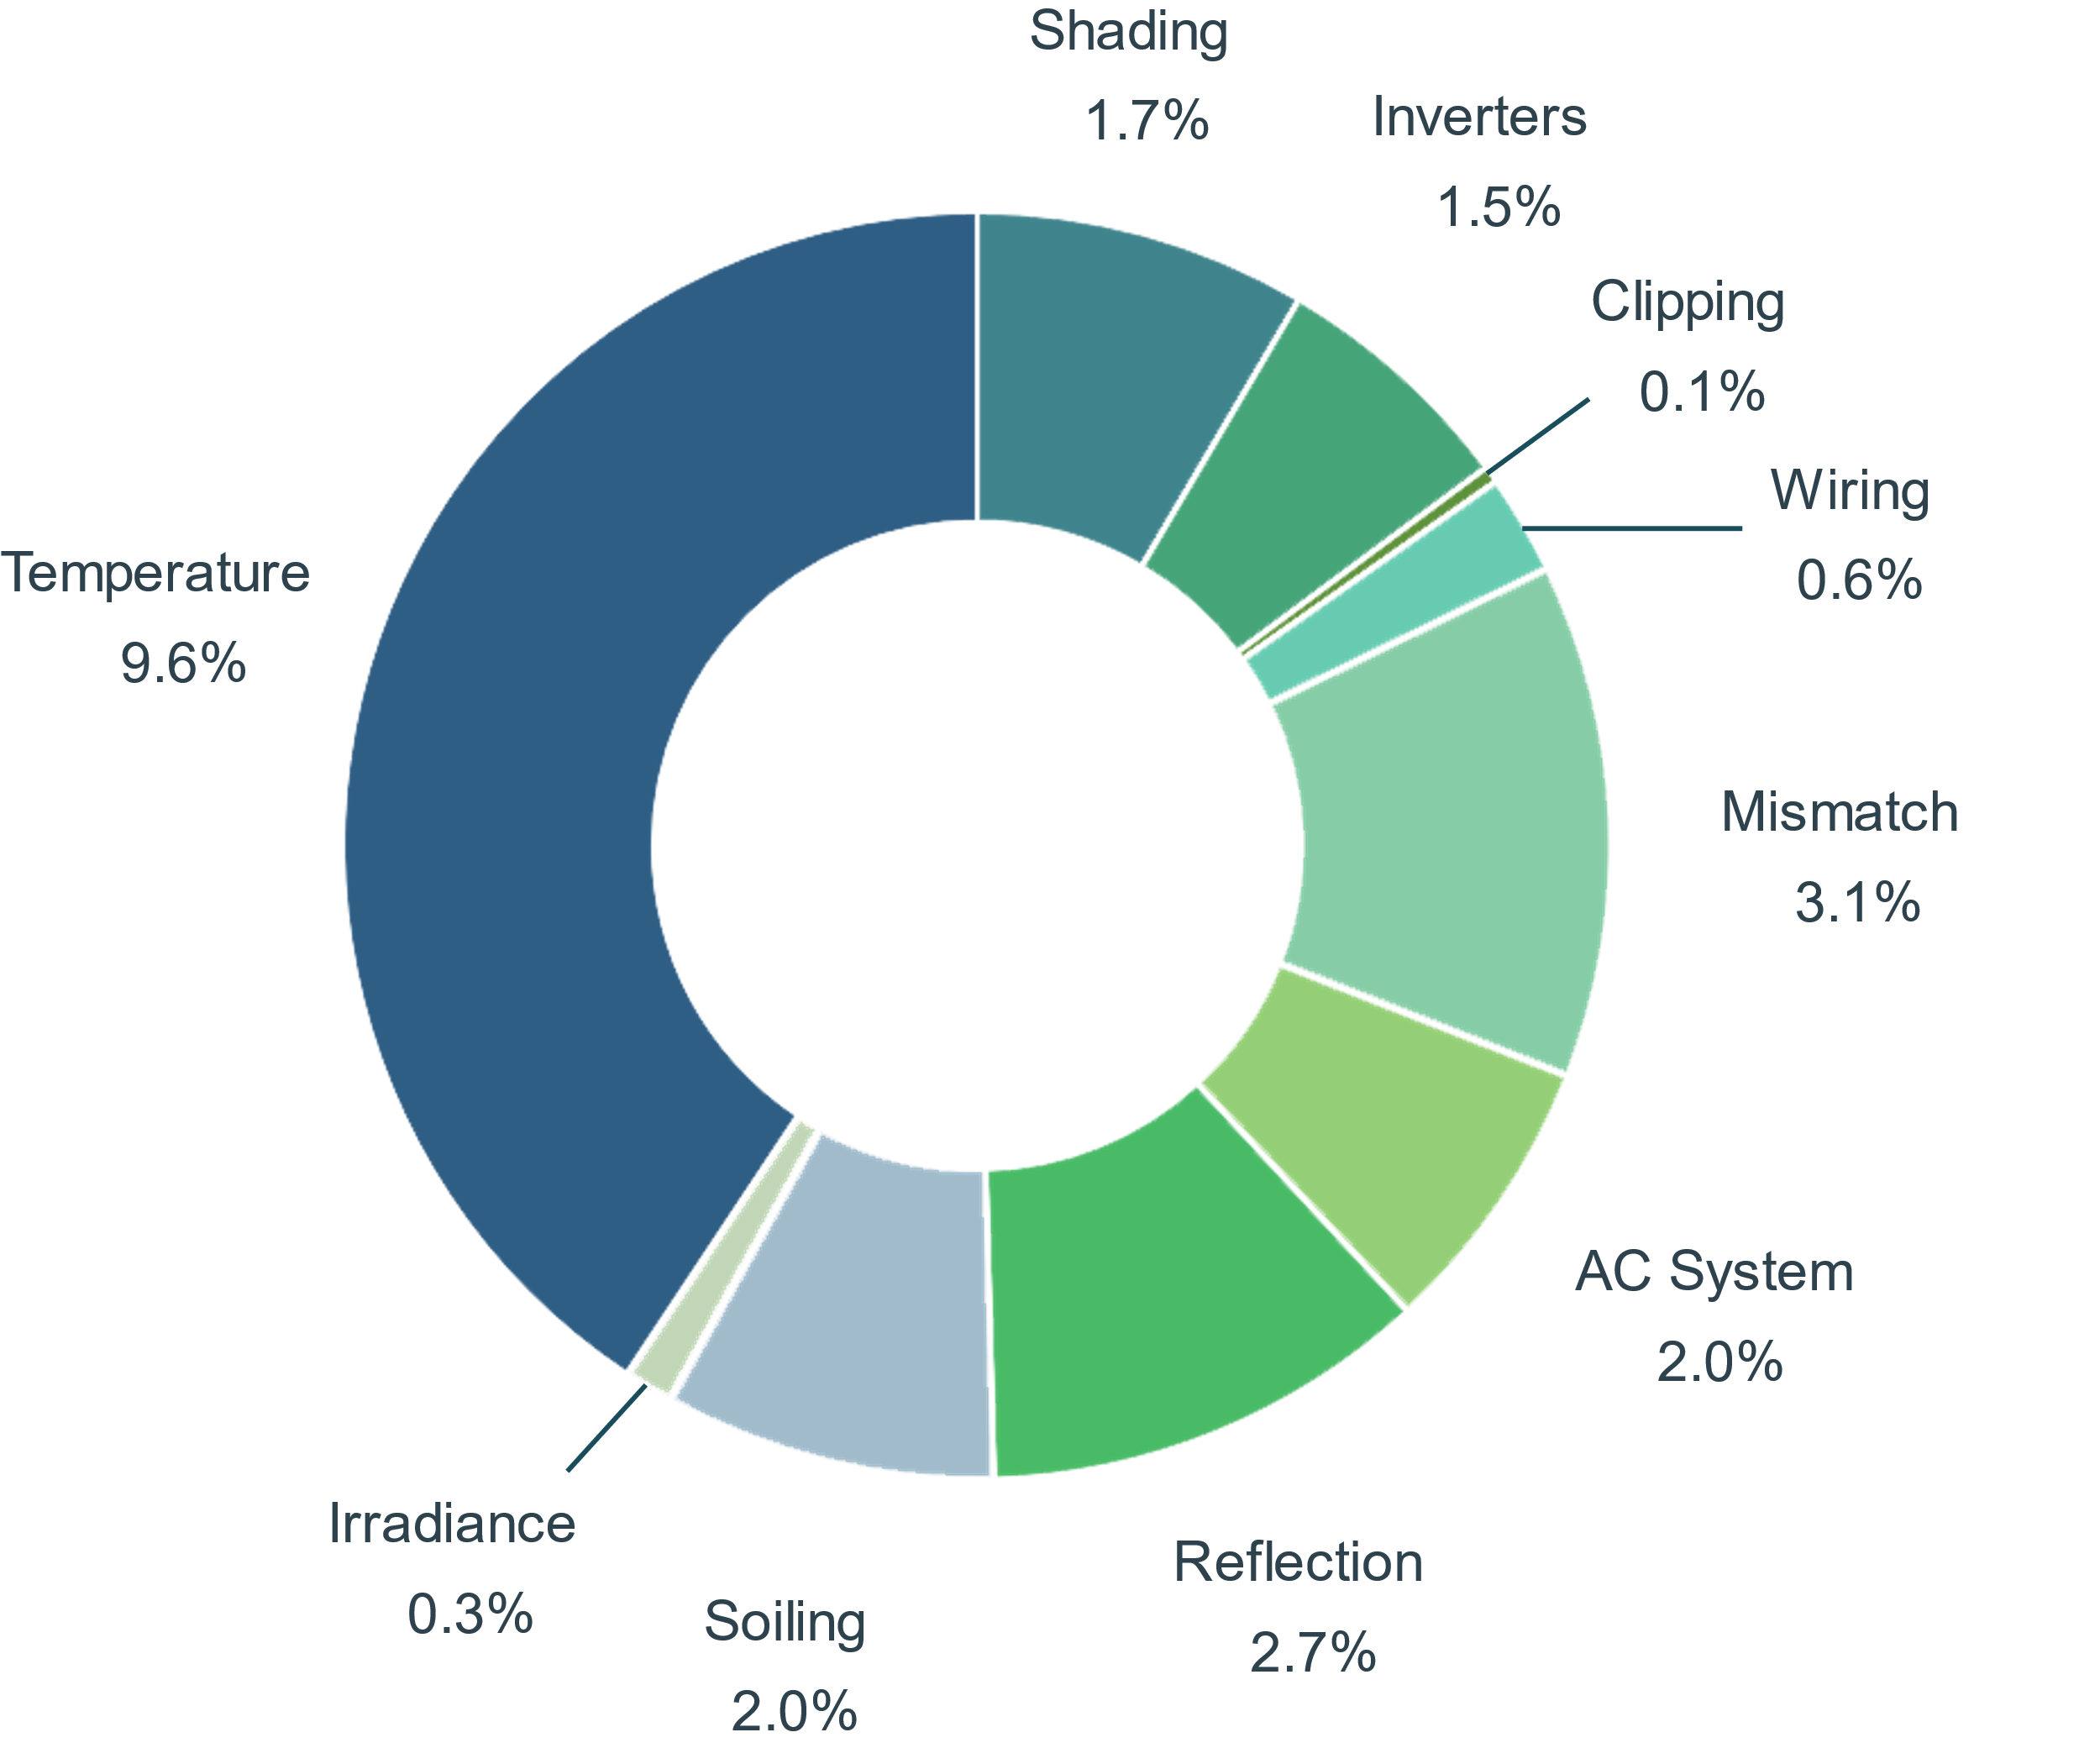 Shading
1.7%
Inverters
1.5%
Clipping
0.1%
Wiring
0.6%
Mismatch
3.1%
AC System
2.0%
Reflection
2.7%
Soiling
2.0%
Irradiance
0.3%
Temperature
9.6%